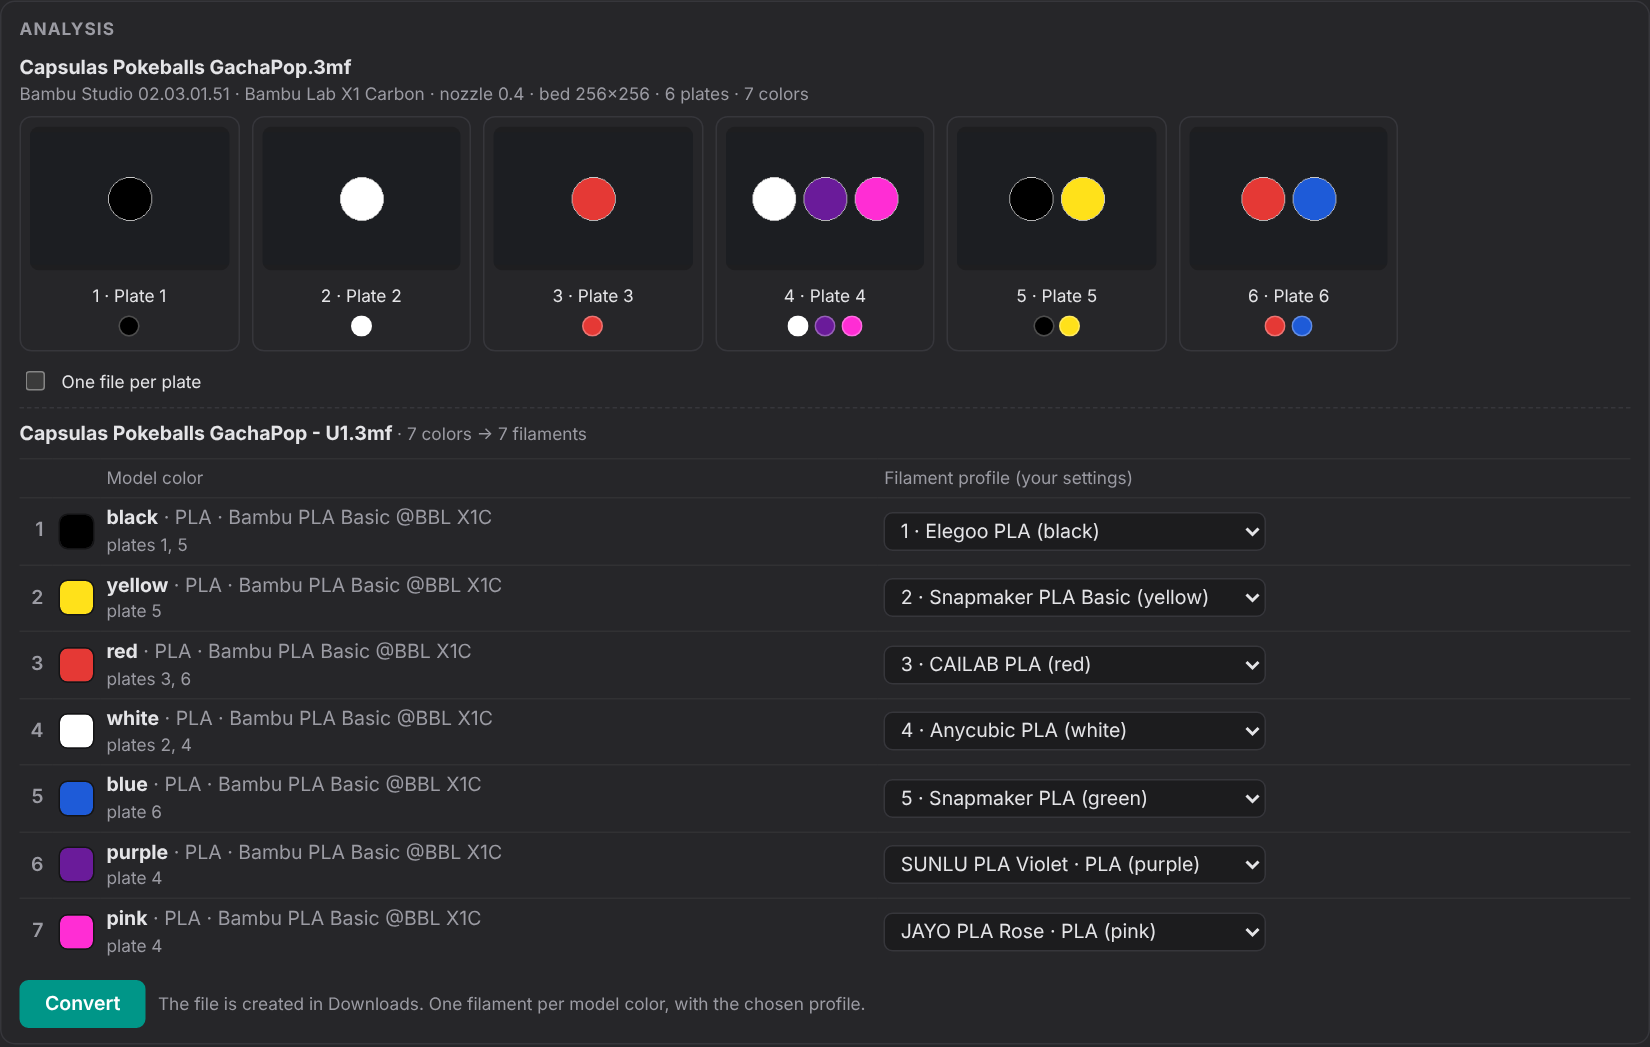 ANALYSIS
Capsulas Pokeballs GachaPop.3mf
Bambu Studio 02.03.01.51 · Bambu Lab X1 Carbon · nozzle 0.4 · bed 256×256 · 6 plates · 7 colors
1 · Plate 1
2 · Plate 2
3 · Plate 3
4 · Plate 4
5 · Plate 5
6 · Plate 6
One file per plate
Capsulas Pokeballs GachaPop - U1.3mf · 7 colors → 7 filaments
Model color
Filament profile (your settings)
1
black · PLA · Bambu PLA Basic @BBL X1C
plates 1, 5
1 · Elegoo PLA (black)
2
yellow · PLA · Bambu PLA Basic @BBL X1C
plate 5
2 · Snapmaker PLA Basic (yellow)
3
red · PLA · Bambu PLA Basic @BBL X1C
plates 3, 6
3 · CAILAB PLA (red)
4
white · PLA · Bambu PLA Basic @BBL X1C
plates 2, 4
4 · Anycubic PLA (white)
5
blue · PLA · Bambu PLA Basic @BBL X1C
plate 6
5 · Snapmaker PLA (green)
6
purple · PLA · Bambu PLA Basic @BBL X1C
plate 4
SUNLU PLA Violet · PLA (purple)
7
pink · PLA · Bambu PLA Basic @BBL X1C
plate 4
JAYO PLA Rose · PLA (pink)
Convert
The file is created in Downloads. One filament per model color, with the chosen profile.